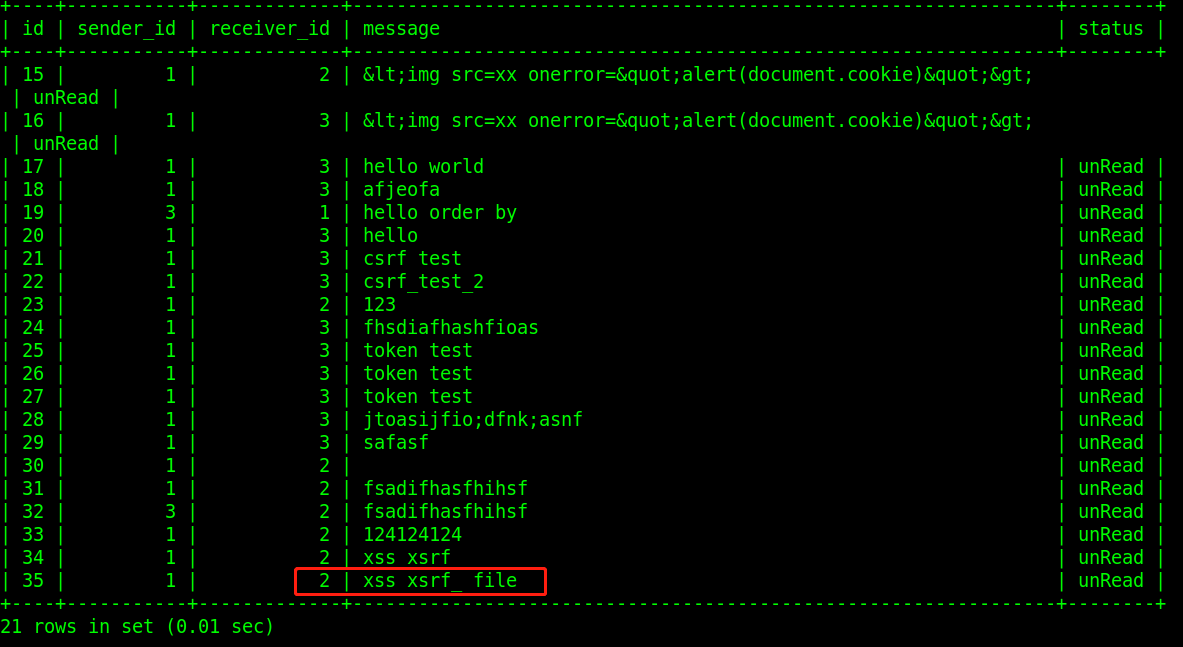 +----+-----------+-------------+----------------------------------------------------------------+--------+
| id | sender_id | receiver_id | message                                                        | status |
+----+-----------+-------------+----------------------------------------------------------------+--------+
| 15 |         1 |           2 | &lt;img src=xx onerror=&quot;alert(document.cookie)&quot;&gt;
 | unRead |
| 16 |         1 |           3 | &lt;img src=xx onerror=&quot;alert(document.cookie)&quot;&gt;
 | unRead |
| 17 |         1 |           3 | hello world                                                    | unRead |
| 18 |         1 |           3 | afjeofa                                                        | unRead |
| 19 |         3 |           1 | hello order by                                                 | unRead |
| 20 |         1 |           3 | hello                                                          | unRead |
| 21 |         1 |           3 | csrf test                                                      | unRead |
| 22 |         1 |           3 | csrf_test_2                                                    | unRead |
| 23 |         1 |           2 | 123                                                            | unRead |
| 24 |         1 |           3 | fhsdiafhashfioas                                               | unRead |
| 25 |         1 |           3 | token test                                                     | unRead |
| 26 |         1 |           3 | token test                                                     | unRead |
| 27 |         1 |           3 | token test                                                     | unRead |
| 28 |         1 |           3 | jtoasijfio;dfnk;asnf                                           | unRead |
| 29 |         1 |           3 | safasf                                                         | unRead |
| 30 |         1 |           2 |                                                                | unRead |
| 31 |         1 |           2 | fsadifhasfhihsf                                                | unRead |
| 32 |         3 |           2 | fsadifhasfhihsf                                                | unRead |
| 33 |         1 |           2 | 124124124                                                      | unRead |
| 34 |         1 |           2 | xss xsrf                                                       | unRead |
| 35 |         1 |           2 | xss xsrf_ file                                                 | unRead |
+----+-----------+-------------+----------------------------------------------------------------+--------+
21 rows in set (0.01 sec)